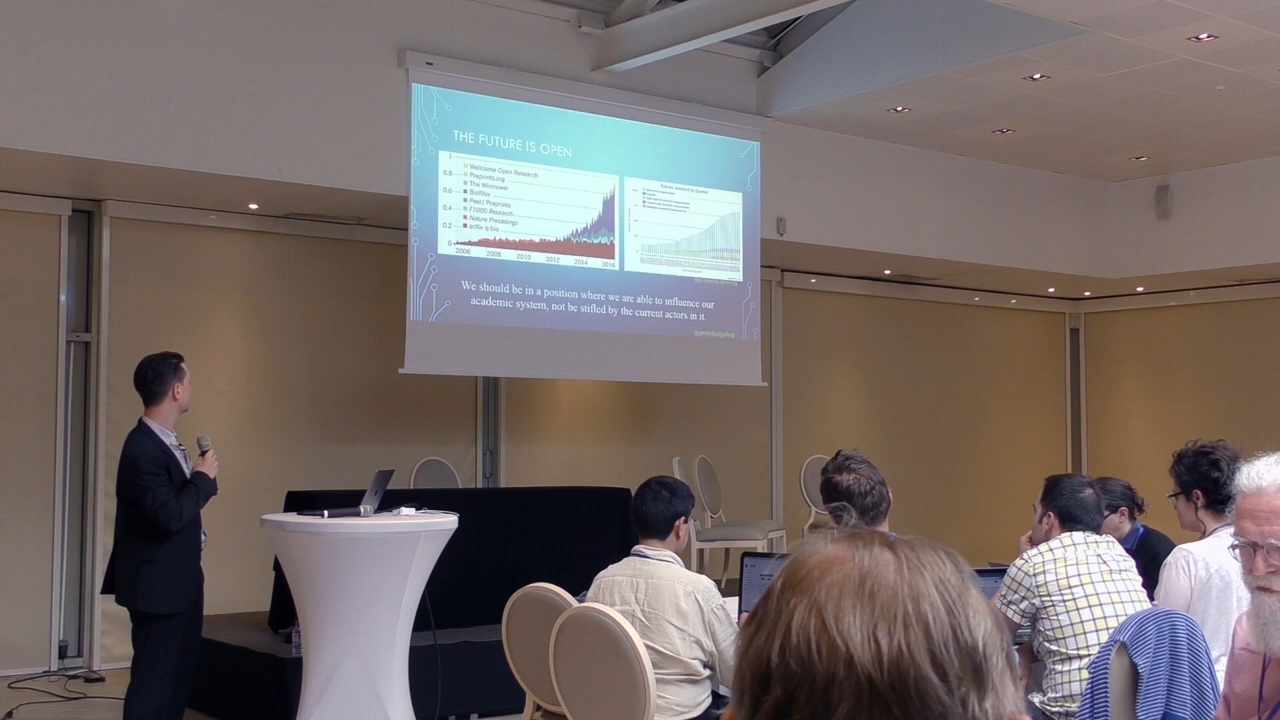 THE FUTURE IS OPEN
1
0.8
0.6
0.4
0.2
0
Wellcome Open Research
Preprints.org
The Winnower
BioRXiv
PeerJ Preprints
F1000 Research
Nature Precedings
arXiv q-bio
2006 2008 2010 2012 2014 2016
We should be in a position where we are able to influence our
academic system, not be stifled by the current actors in it.